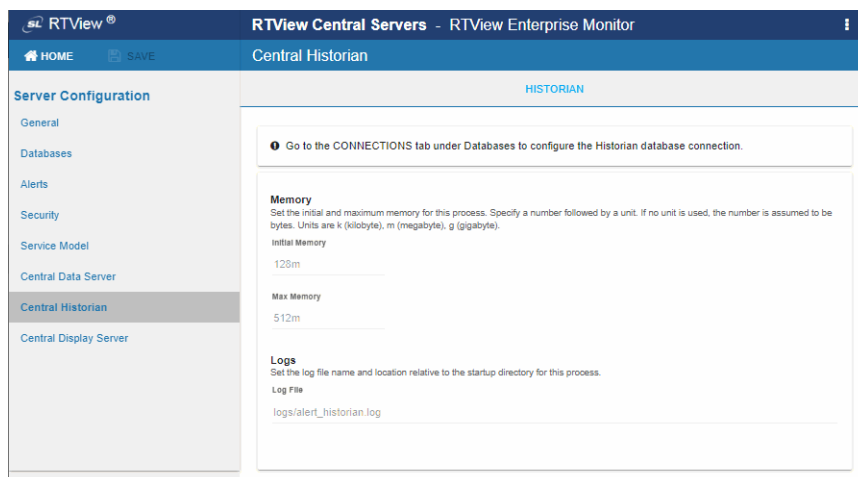 SL RTView ®
RTView Central Servers - RTView Enterprise Monitor
HOME
SAVE
Central Historian
Server Configuration
HISTORIAN
General
Databases
Alerts
Security
Service Model
Central Data Server
Central Historian
Central Display Server
Go to the CONNECTIONS tab under Databases to configure the Historian database connection.
Memory
Set the initial and maximum memory for this process. Specify a number followed by a unit. If no unit is used, the number is assumed to be
bytes. Units are k (kilobyte), m (megabyte), g (gigabyte).
Initial Memory
128m
Max Memory
512m
Logs
Set the log file name and location relative to the startup directory for this process.
Log File
logs/alert_historian.log